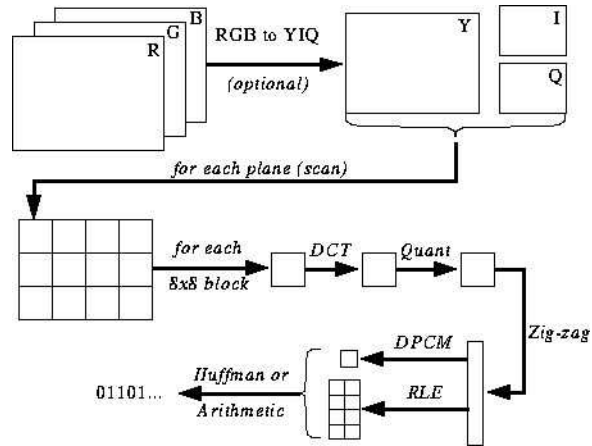 B
G
R
RGB to YIQ
(optional)
Y
I
Q
for each plane (scan)
for each
8x8 block
DCT
Quant
Zig-zag
DPCM
RLE
Huffman or
Arithmetic
01101...